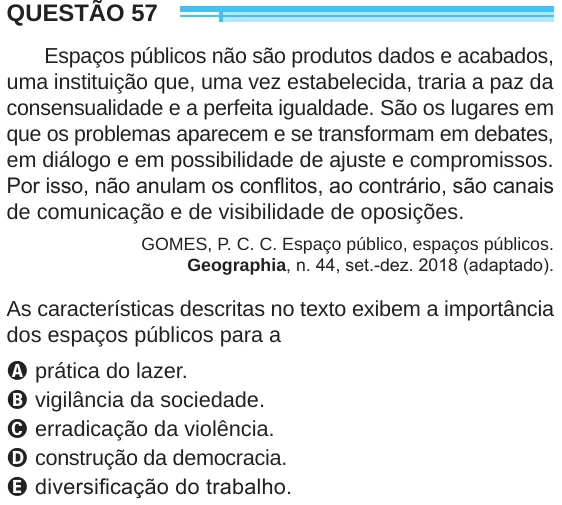 QUESTÃO 57
Espaços públicos não são produtos dados e acabados,
uma instituição que, uma vez estabelecida, traria a paz da
consensualidade e a perfeita igualdade. São os lugares em
que os problemas aparecem e se transformam em debates,
em diálogo e em possibilidade de ajuste e compromissos.
Por isso, não anulam os conflitos, ao contrário, são canais
de comunicação e de visibilidade de oposições.
GOMES, P. C. C. Espaço público, espaços públicos.
Geographia, n. 44, set.-dez. 2018 (adaptado).
As características descritas no texto exibem a importância
dos espaços públicos para a
A prática do lazer.
B vigilância da sociedade.
C erradicação da violência.
D construção da democracia.
E diversificação do trabalho.